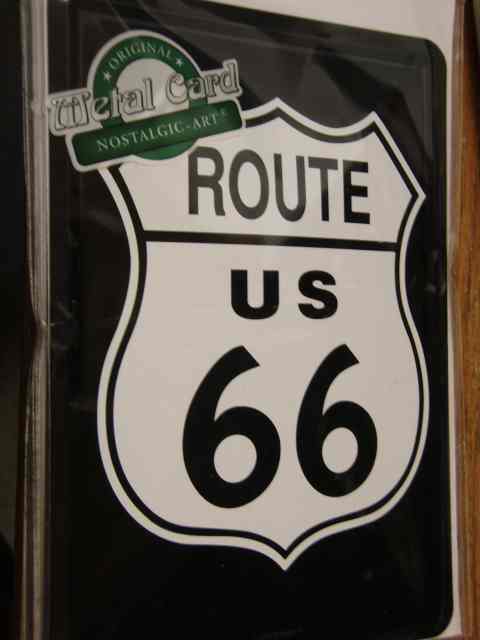 ORIGINAL
Metal Card
NOSTALGIC-ART®
ROUTE
US
66